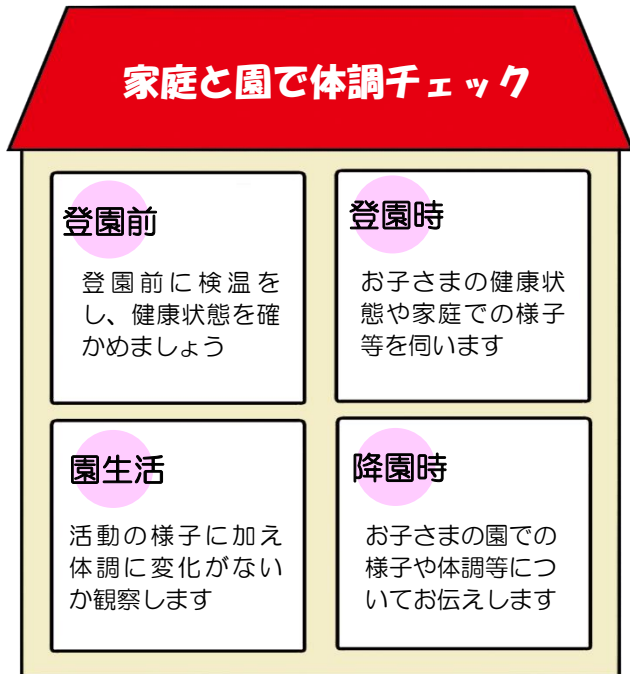 家庭と園で体調チェック
登園前
登園前に検温を
し、健康状態を確
かめましょう
登園時
お子さまの健康状
態や家庭での様子
等を伺います
園生活
活動の様子に加え
体調に変化がない
か観察します
降園時
お子さまの園での
様子や体調等につ
いてお伝えします